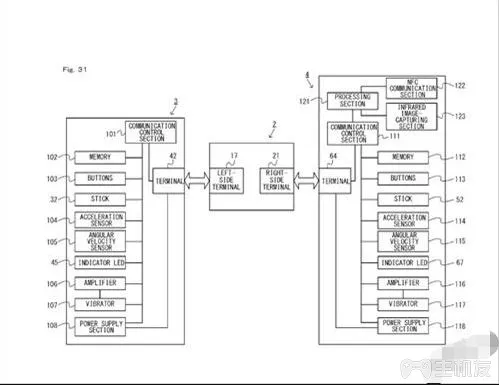 Fig. 31
3
101
COMMUNICATION
CONTROL
SECTION
42
102
MEMORY
103
BUTTONS
TERMINAL
32
STICK
104
ACCELERATION
SENSOR
105
ANGULAR
VELOCITY
SENSOR
45
INDICATOR LED
106
AMPLIFIER
107
VIBRATOR
108
POWER SUPPLY
SECTION
2
17
21
LEFT-
SIDE
TERMINAL
RIGHT-
SIDE
TERMINAL
4
NFC
COMMUNICATION
SECTION
122
121
PROCESSING
SECTION
INFRARED
IMAGE-
CAPTURING
SECTION
123
COMMUNICATION
CONTROL
SECTION
111
64
TERMINAL
MEMORY
112
BUTTONS
113
STICK
52
ACCELERATION
SENSOR
114
ANGULAR
VELOCITY
SENSOR
115
INDICATOR LED
67
AMPLIFIER
116
VIBRATOR
117
POWER SUPPLY
SECTION
118